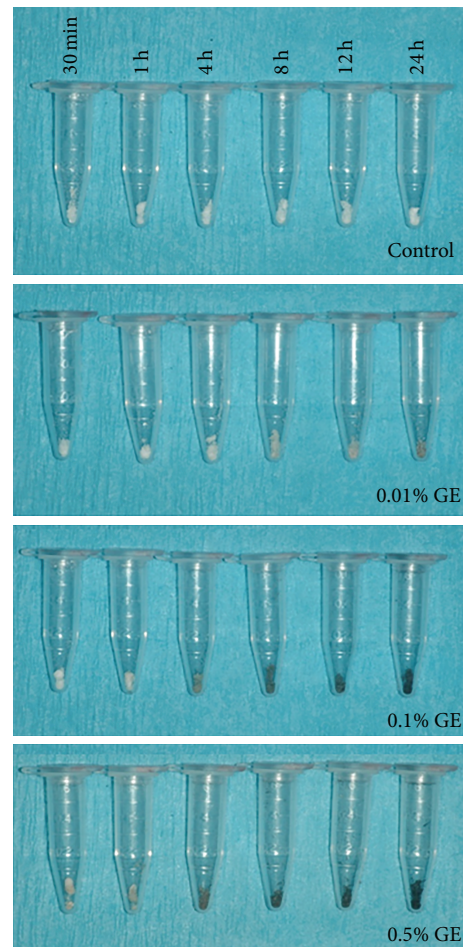 30 min
1 h
4 h
8 h
12 h
24 h
Control
0.01% GE
0.1% GE
0.5% GE